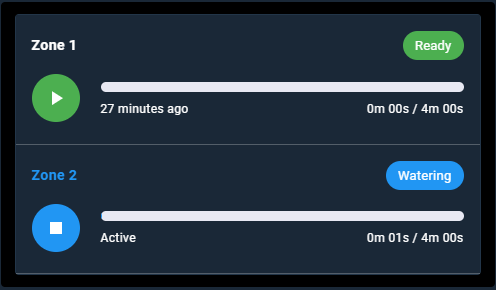 Zone 1
Ready
27 minutes ago
0m 00s / 4m 00s
Zone 2
Watering
Active
0m 01s / 4m 00s